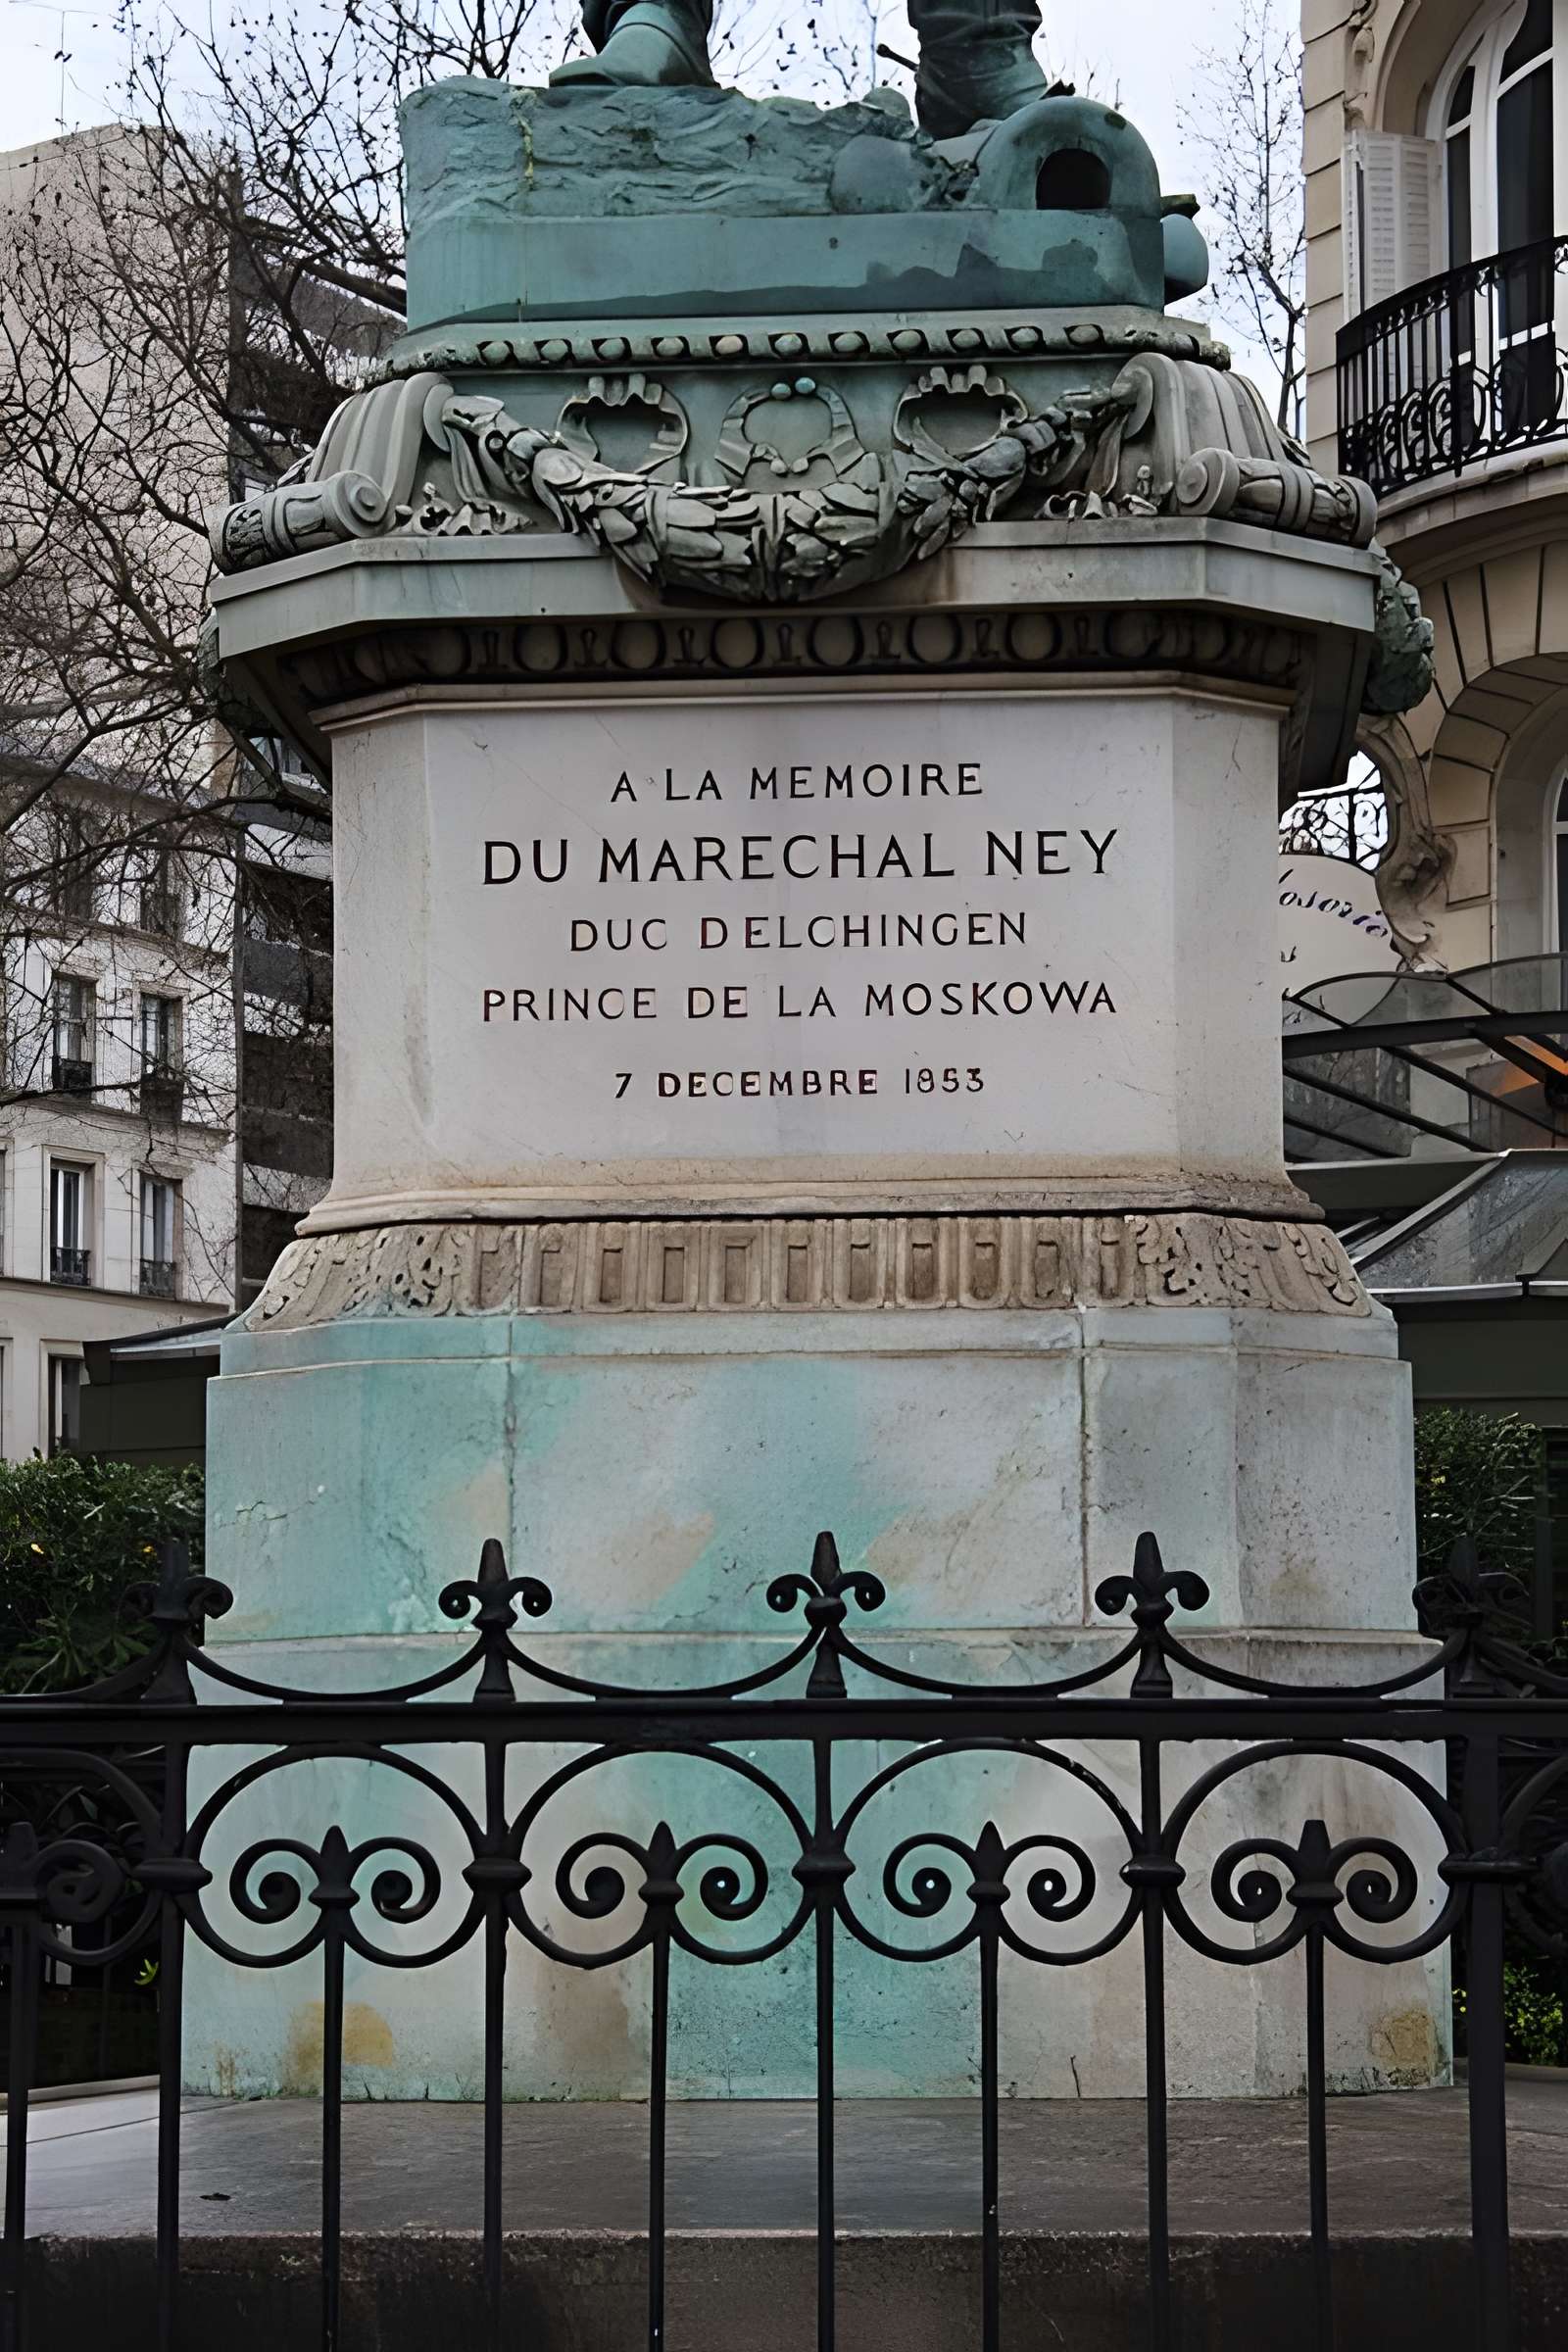 A LA MEMOIRE
DU MARECHAL NEY
DUC DELCHINGEN
PRINCE DE LA MOSKOWA
7 DECEMBRE 1853